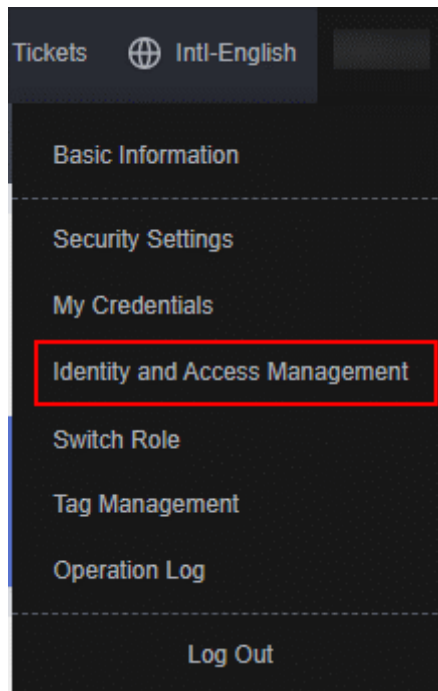 Tickets Intl-English
Basic Information
Security Settings
My Credentials
Identity and Access Management
Switch Role
Tag Management
Operation Log
Log Out